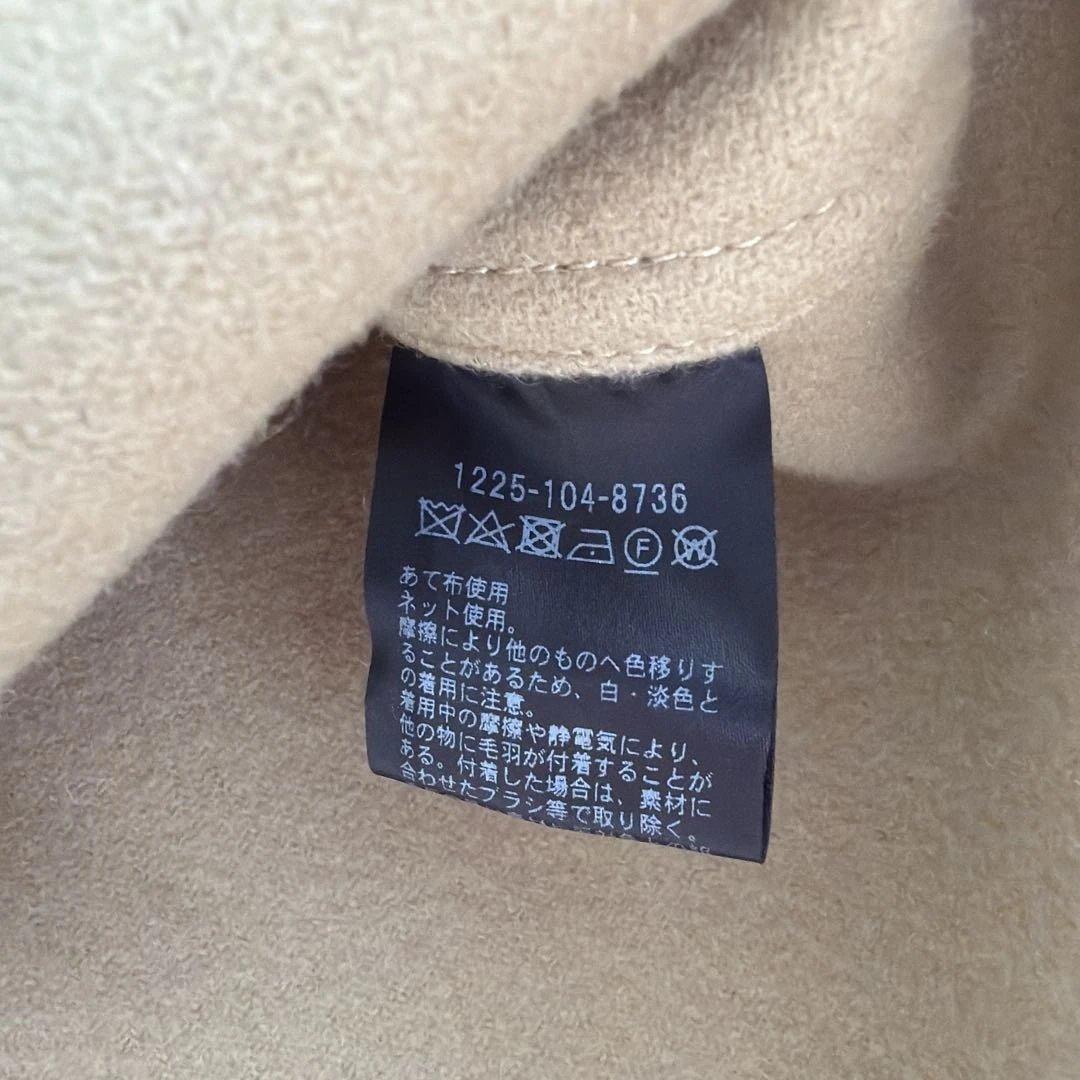 1225-104-8736
F W
あて布使用
ネット使用。
摩擦により他のものへ色移りす
ることがあるため、白・淡色と
の着用に注意。
着用中の摩擦や静電気により、
他の物に毛羽が付着することが
ある。付着した場合は、素材に
合わせたブラシ等で取り除く。